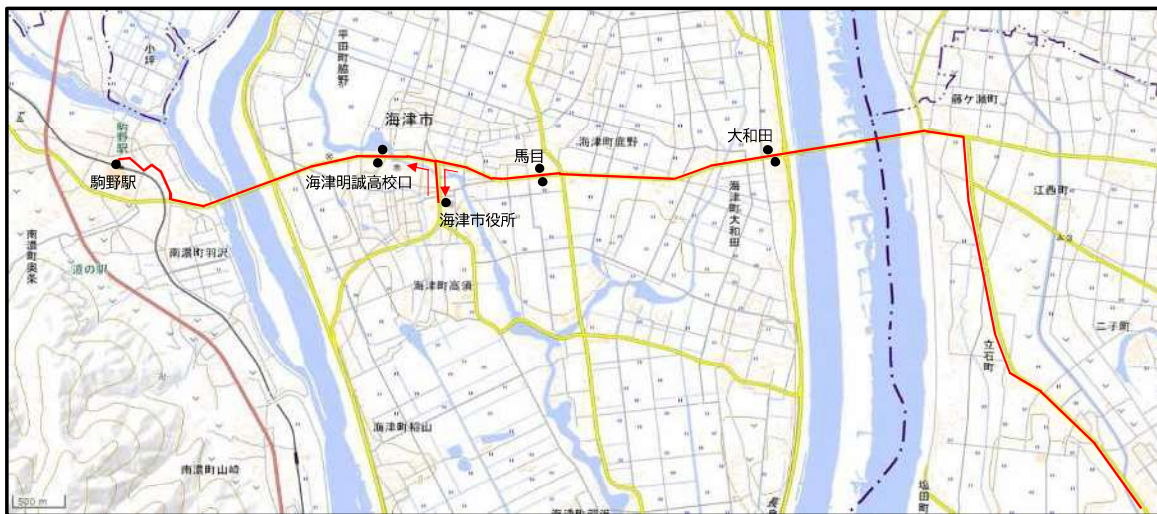 小坪
平田町脇野
海津市
藤ケ瀬町
海津町鹿野
大和田
馬目
駒野駅
駒野駅
海津明誠高校口
海津市役所
海津町大和田
江西町
南濃町奥条
南濃町羽沢
道の駅
海津町高須
二子町
立石町
海津町稲山
南濃町山崎
塩田町
500 m